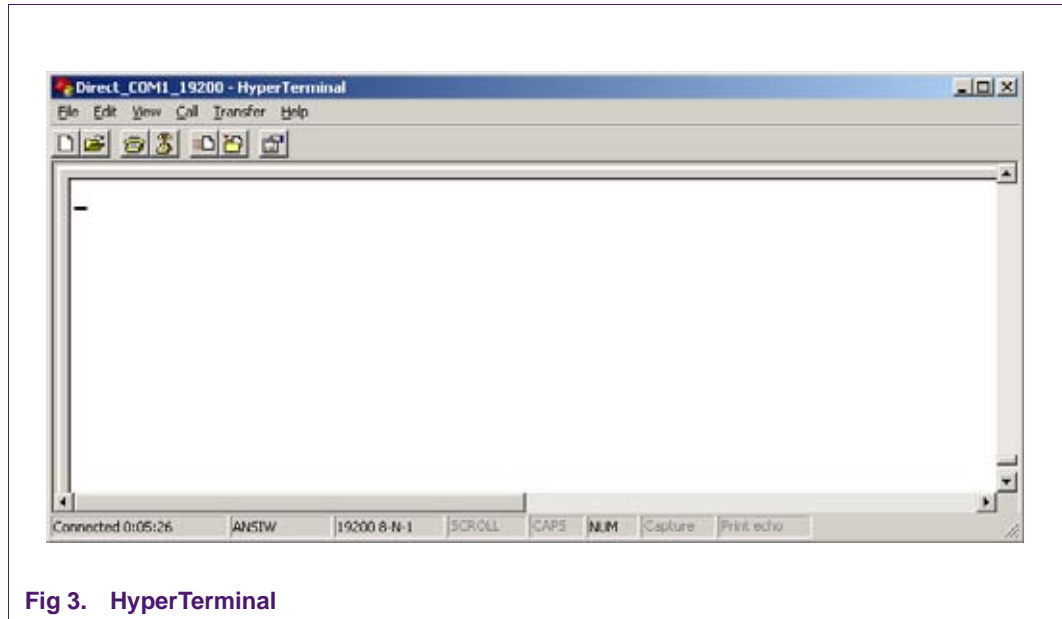 Direct_COM1_19200 - HyperTerminal
File Edit View Call Transfer Help
Connected 0:05:26 ANSIW 19200 8-N-1 SCROLL CAPS NUM Capture Print echo
Fig 3. HyperTerminal